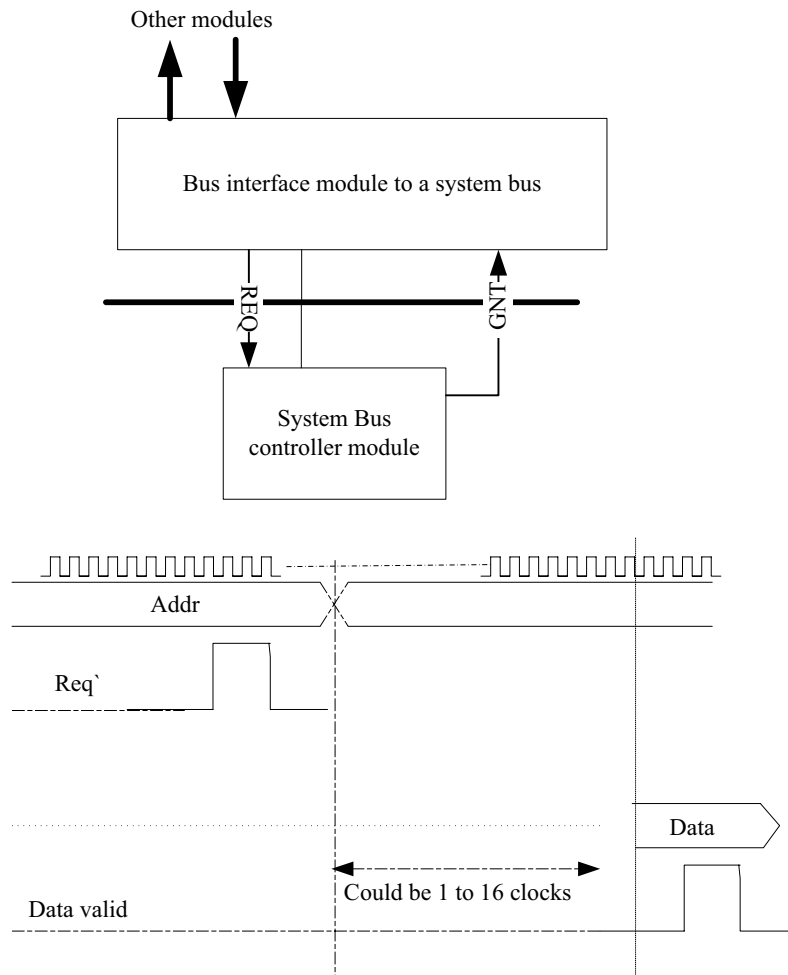 Other modules
Bus interface module to a system bus
REQ
GNT
System Bus
controller module
Addr
Req`
Data
Could be 1 to 16 clocks
Data valid